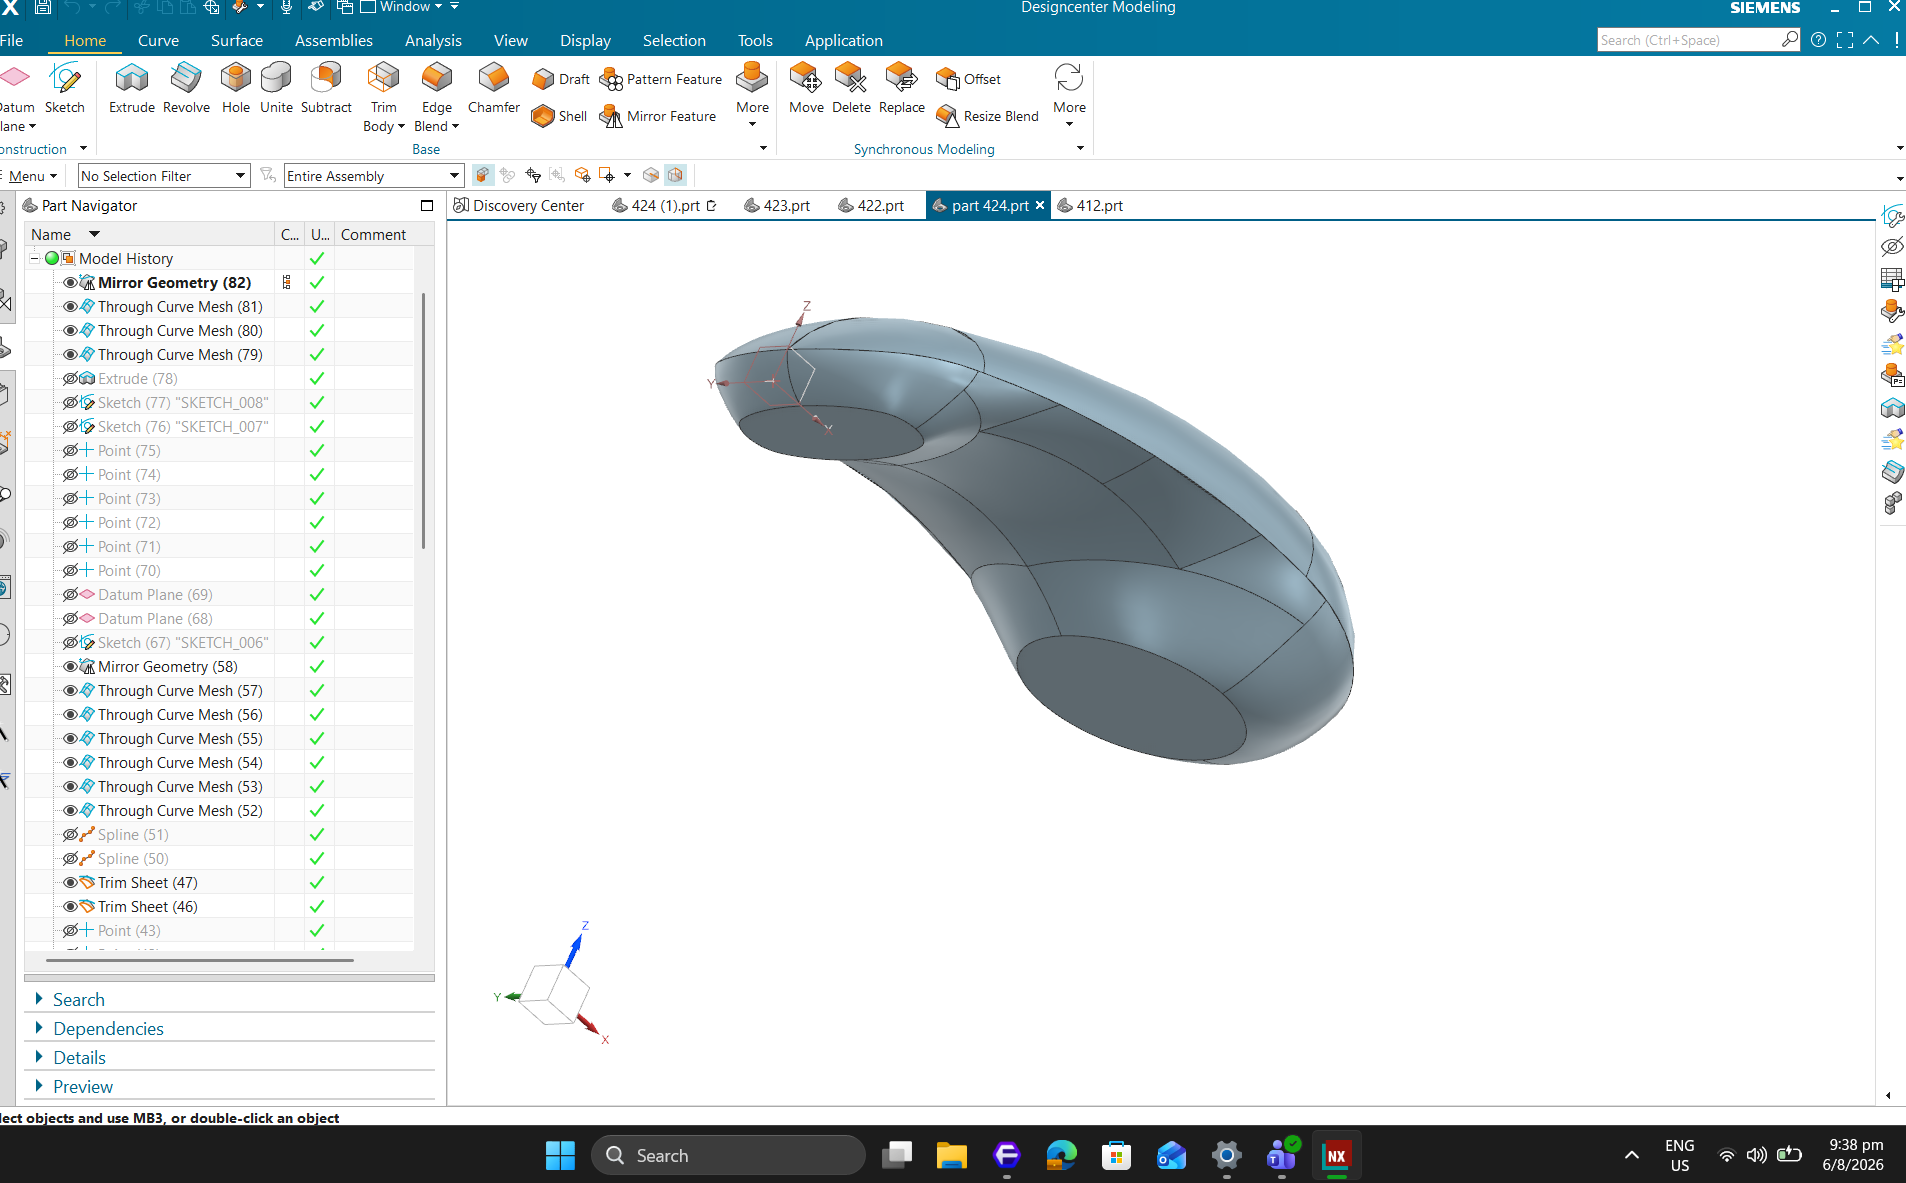 Window
Designcenter Modeling
SIEMENS
File
Home
Curve
Surface
Assemblies
Analysis
View
Display
Selection
Tools
Application
Search (Ctrl+Space)
Sketch
Extrude
Revolve
Hole
Unite
Subtract
Trim
Body
Edge
Blend
Chamfer
Draft
Shell
Pattern Feature
Mirror Feature
More
Base
Move
Delete
Replace
Offset
Resize Blend
More
Synchronous Modeling
Menu
No Selection Filter
Entire Assembly
Part Navigator
Discovery Center
424 (1).prt
423.prt
422.prt
part 424.prt
412.prt
Name
C...
U...
Comment
Model History
Mirror Geometry (82)
Through Curve Mesh (81)
Through Curve Mesh (80)
Through Curve Mesh (79)
Extrude (78)
Sketch (77) "SKETCH_008"
Sketch (76) "SKETCH_007"
Point (75)
Point (74)
Point (73)
Point (72)
Point (71)
Point (70)
Datum Plane (69)
Datum Plane (68)
Sketch (67) "SKETCH_006"
Mirror Geometry (58)
Through Curve Mesh (57)
Through Curve Mesh (56)
Through Curve Mesh (55)
Through Curve Mesh (54)
Through Curve Mesh (53)
Through Curve Mesh (52)
Spline (51)
Spline (50)
Trim Sheet (47)
Trim Sheet (46)
Point (43)
Search
Dependencies
Details
Preview
Z
Y
X
Z
Y
X
lect objects and use MB3, or double-click an object
Search
NX
ENG
US
9:38 pm
6/8/2026